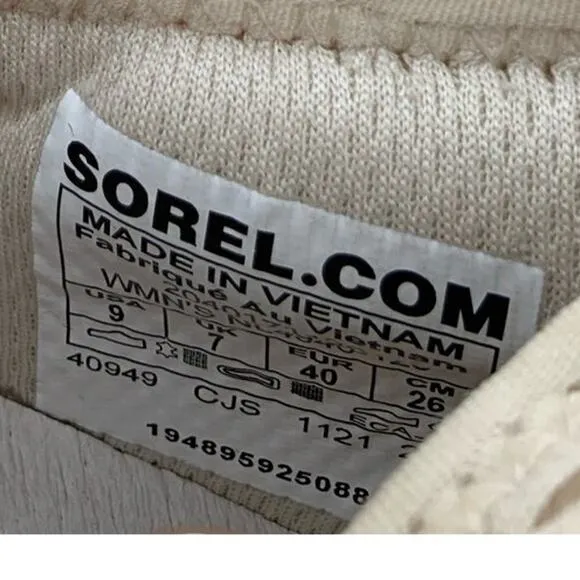 SOREL.COM
MADE IN VIETNAM
Fabriqué Au Vietnam
WMN'S
USA UK EUR CM
9 7 40 26
40949 CJS 1121
194895925088